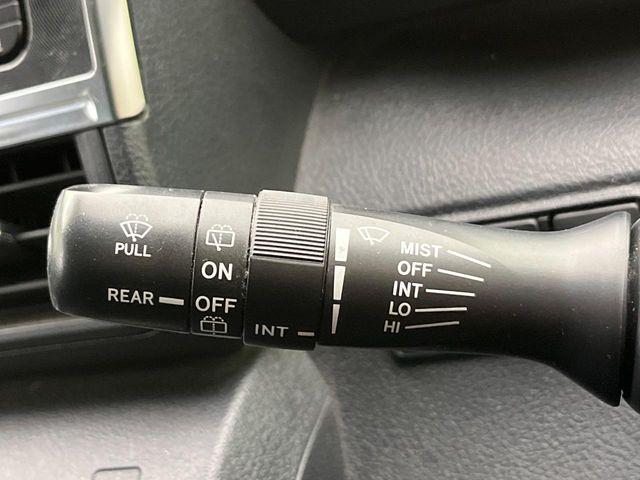 PULL
REAR
ON
OFF
INT
MIST
OFF
INT
LO
HI